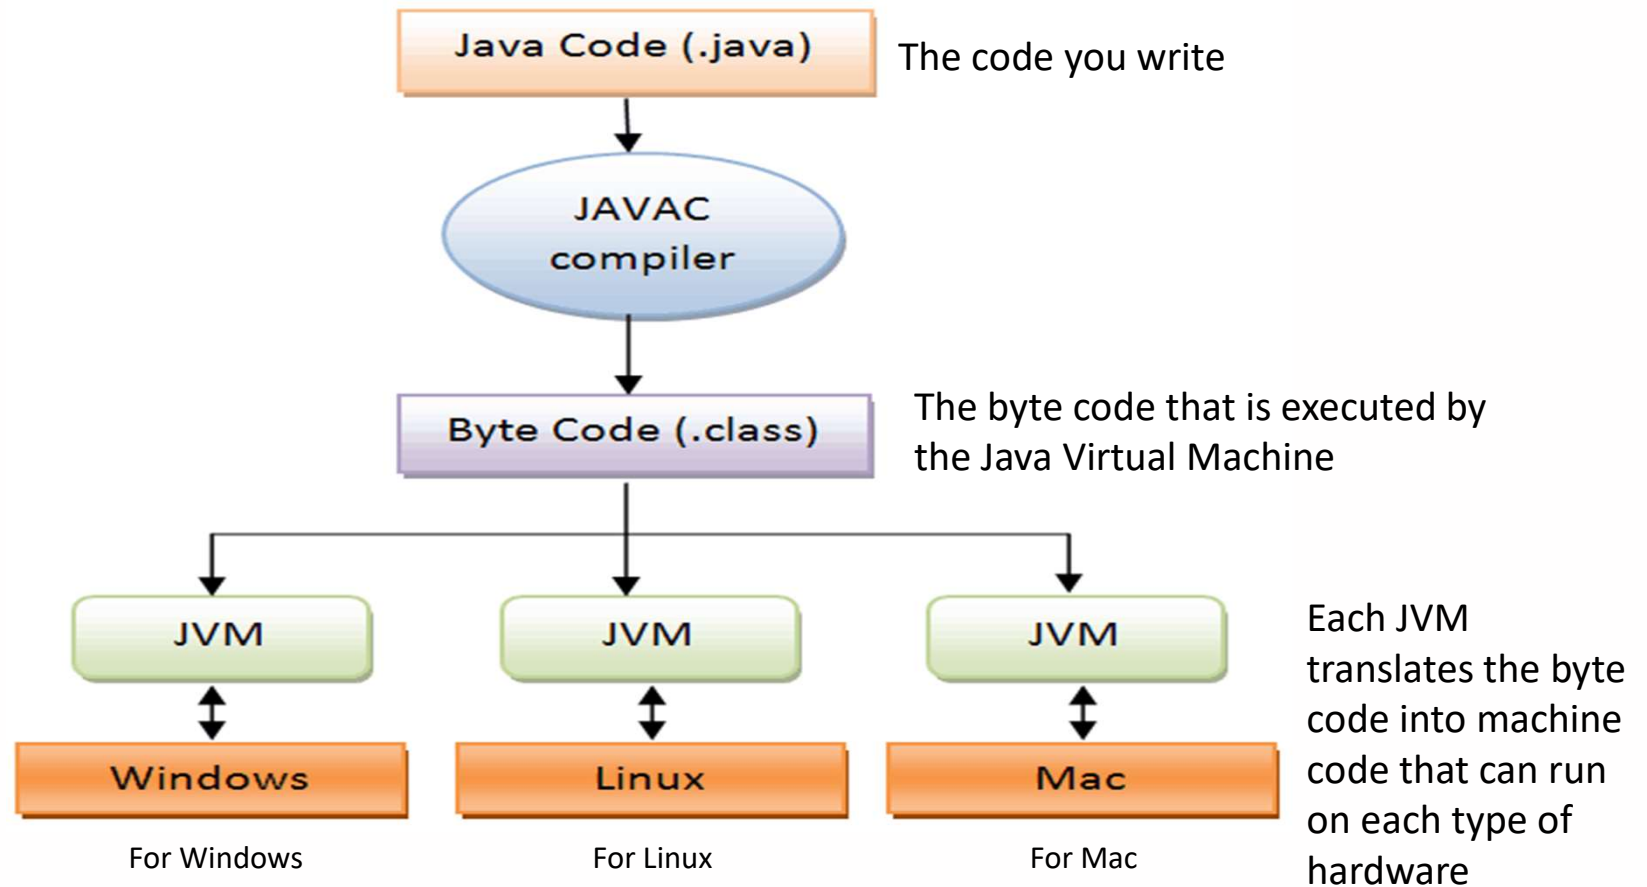 Java Code (.java)
The code you write
JAVAC
compiler
Byte Code (.class)
The byte code that is executed by
the Java Virtual Machine
JVM
JVM
JVM
Each JVM
translates the byte
code into machine
code that can run
on each type of
hardware
Windows
Linux
Mac
For Windows
For Linux
For Mac